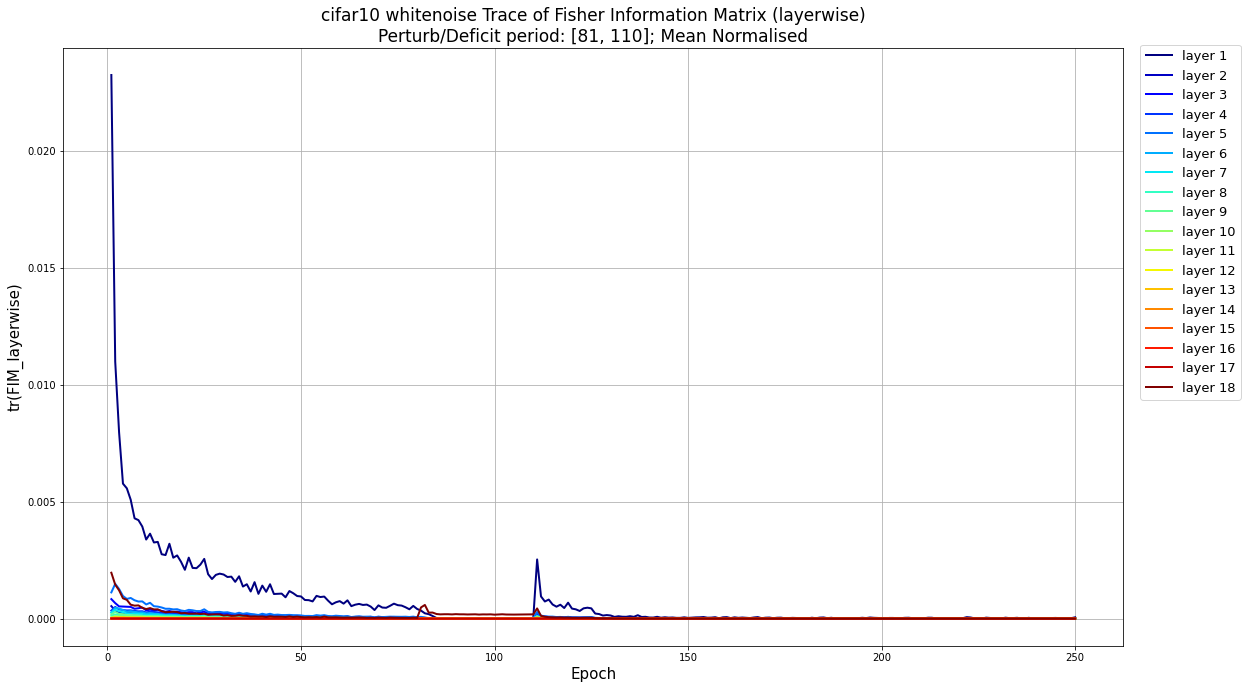 cifar10 whitenoise Trace of Fisher Information Matrix (layerwise)
Perturb/Deficit period: [81, 110]; Mean Normalised
tr(FIM_layerwise)
0.020
0.015
0.010
0.005
0.000
0
50
100
150
200
250
Epoch
layer 1
layer 2
layer 3
layer 4
layer 5
layer 6
layer 7
layer 8
layer 9
layer 10
layer 11
layer 12
layer 13
layer 14
layer 15
layer 16
layer 17
layer 18